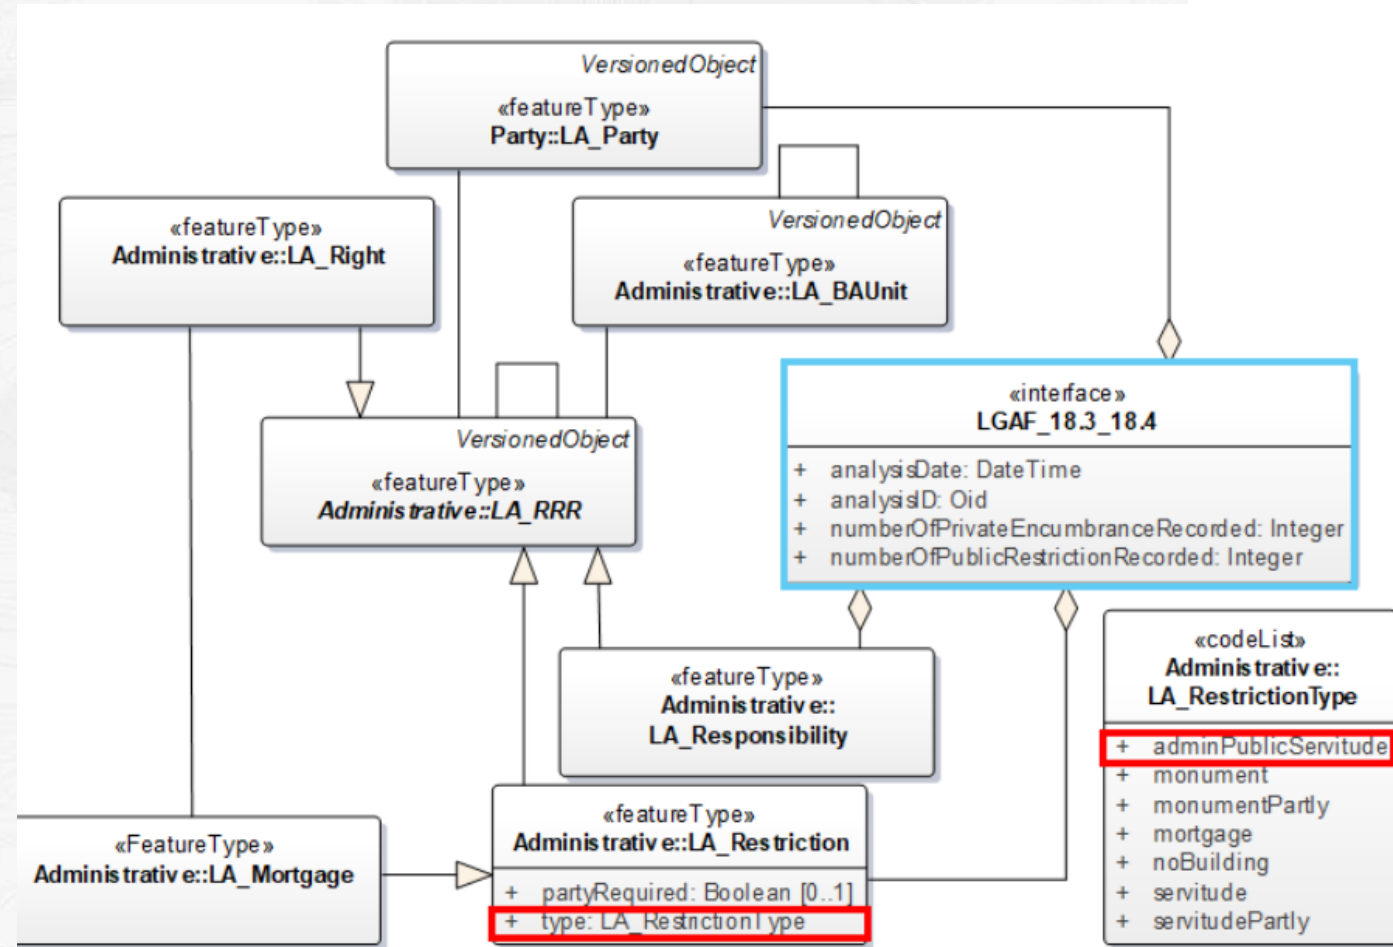 VersionedObject
«featureType»
Party::LA_Party
«featureType»
Administrative::LA_Right
VersionedObject
«featureType»
Administrative::LA_BAUnit
VersionedObject
«featureType»
Administrative::LA_RRR
«interface»
LGAF_18.3_18.4
+ analysisDate: DateTime
+ analysisID: Oid
+ numberOfPrivateEncumbranceRecorded: Integer
+ numberOfPublicRestrictionRecorded: Integer
«featureType»
Administrative::
LA_Responsibility
«codeList»
Administrative::
LA_RestrictionType
+ adminPublicServitude
+ monument
+ monumentPartly
+ mortgage
+ noBuilding
+ servitude
+ servitudePartly
«FeatureType»
Administrative::LA_Mortgage
«featureType»
Administrative::LA_Restriction
+ partyRequired: Boolean [0..1]
+ type: LA_RestrictionType